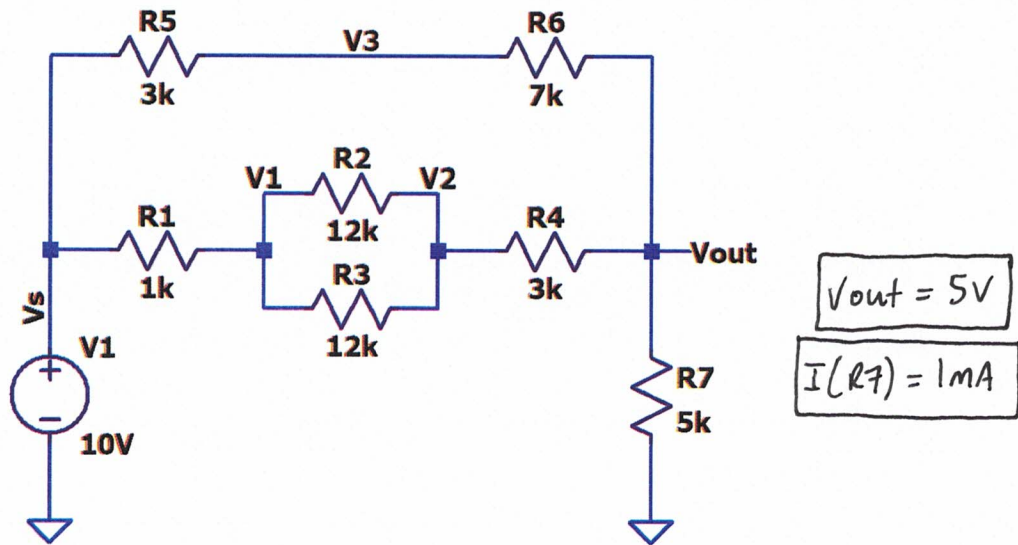 R5
V3
R6
3k
7k
R2
V1
V2
R1
12k
R4
Vout
1k
R3
3k
12k
Vs
V1
R7
5k
10V
Vout = 5V
I(R7) = 1mA